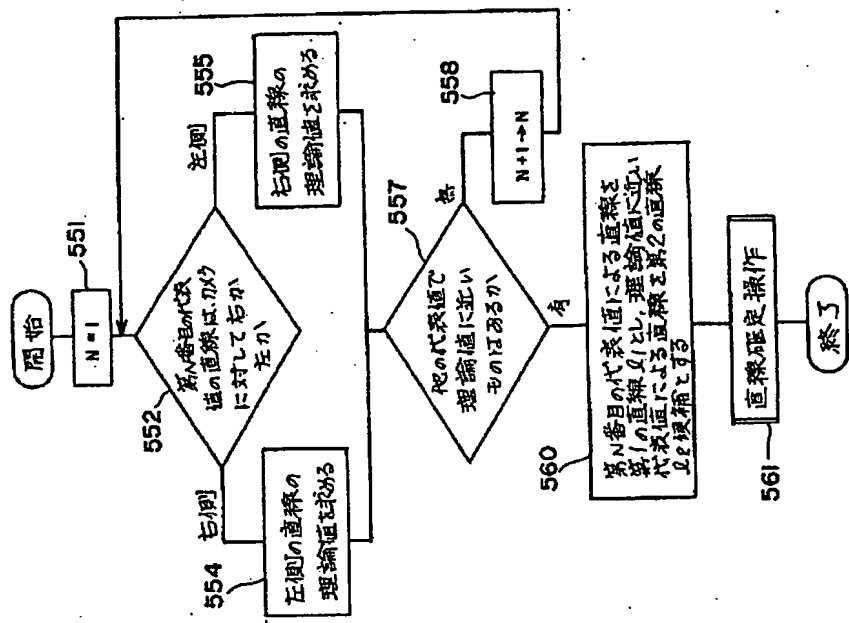 開始
551
N=1
552
第N番目の代表
値の直線は、カメラ
に対して右か
左か
右側
左側
554
左側の直線の
理論値を求める
555
右側の直線の
理論値を求める
557
他の代表値で
理論値に近い
ものはあるか
無
558
N+1→N
有
560
第N番目の代表値による直線を
第1の直線ℓ1とし、理論値に近い
代表値による直線を第2の直線
ℓ2候補とする
直線確定操作
561
終了